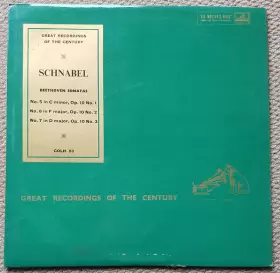 GREAT RECORDINGS
OF THE CENTURY
SCHNABEL
BEETHOVEN SONATAS
No. 5 in C minor, Op. 10 No. 1
No. 6 in F major, Op. 10 No. 2
No. 7 in D major, Op. 10 No. 3
COLH 53
GREAT RECORDINGS OF THE CENTURY